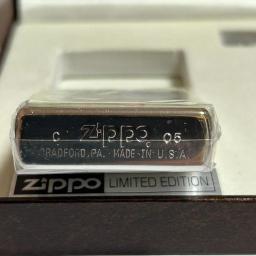 C Zippo 05
BRADFORD, PA. · MADE IN U.S.A.
Zippo LIMITED EDITION